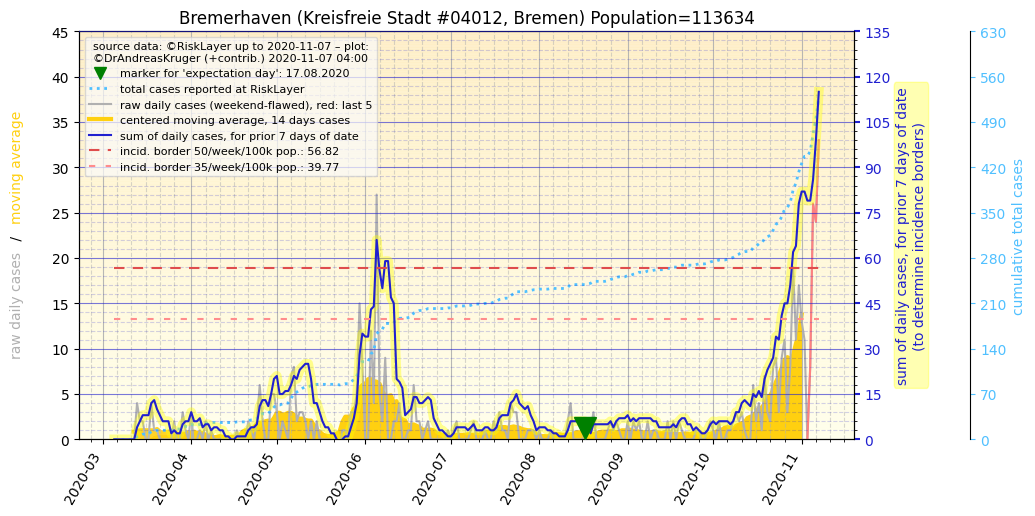 Bremerhaven (Kreisfreie Stadt #04012, Bremen) Population=113634
source data: ©RiskLayer up to 2020-11-07 – plot:
©DrAndreasKruger (+contrib.) 2020-11-07 04:00
marker for 'expectation day': 17.08.2020
total cases reported at RiskLayer
raw daily cases (weekend-flawed), red: last 5
centered moving average, 14 days cases
sum of daily cases, for prior 7 days of date
incid. border 50/week/100k pop.: 56.82
incid. border 35/week/100k pop.: 39.77
raw daily cases / moving average
45
40
35
30
25
20
15
10
5
0
135
120
105
90
75
60
45
30
15
0
sum of daily cases, for prior 7 days of date
(to determine incidence borders)
630
560
490
420
350
280
210
140
70
0
cumulative total cases
2020-03
2020-04
2020-05
2020-06
2020-07
2020-08
2020-09
2020-10
2020-11